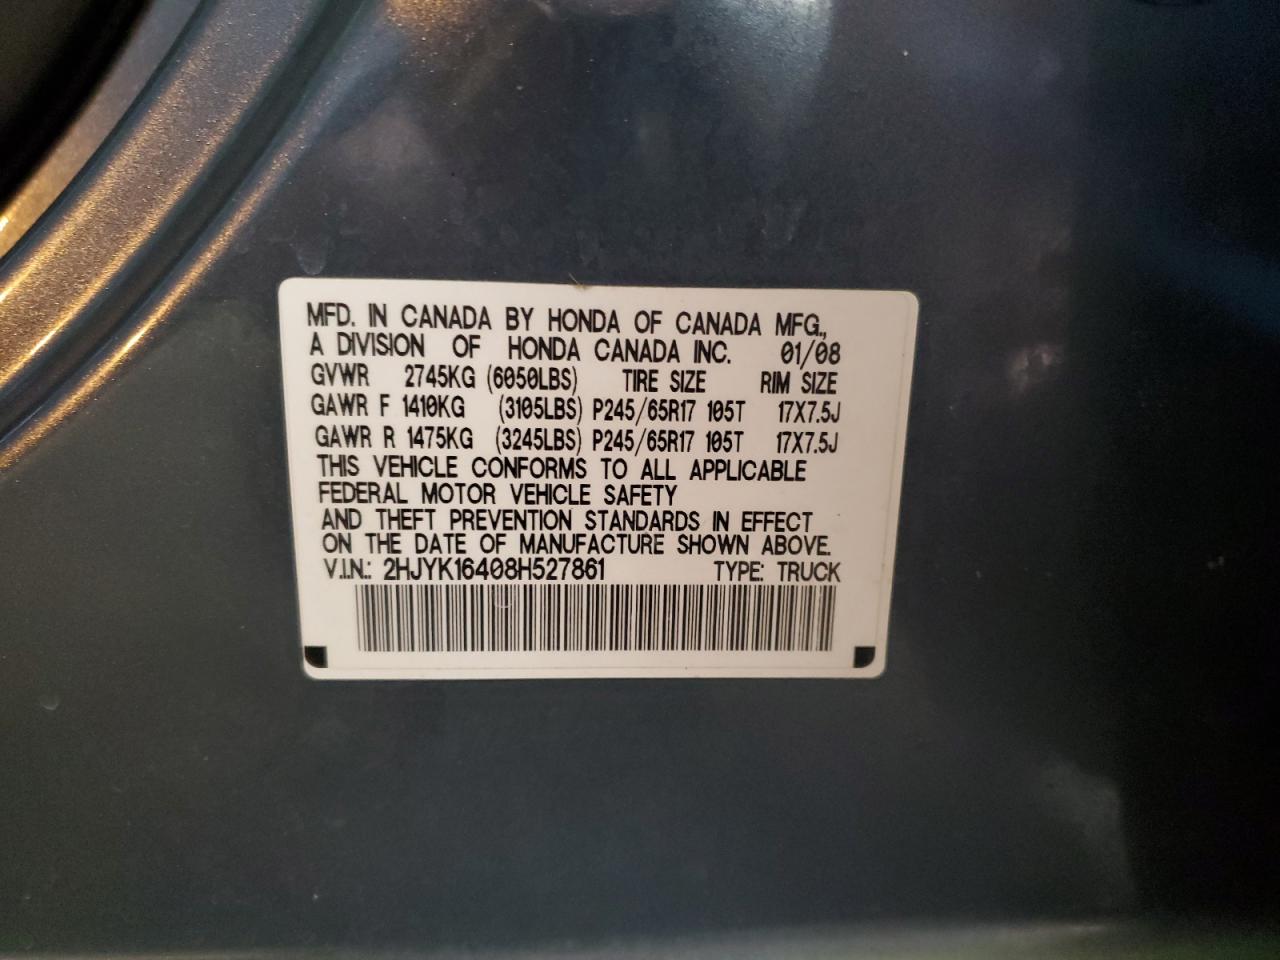 MFD. IN CANADA BY HONDA OF CANADA MFG.,
A DIVISION OF HONDA CANADA INC. 01/08
GVWR 2745KG (6050LBS) TIRE SIZE RIM SIZE
GAWR F 1410KG (3105LBS) P245/65R17 105T 17X7.5J
GAWR R 1475KG (3245LBS) P245/65R17 105T 17X7.5J
THIS VEHICLE CONFORMS TO ALL APPLICABLE
FEDERAL MOTOR VEHICLE SAFETY
AND THEFT PREVENTION STANDARDS IN EFFECT
ON THE DATE OF MANUFACTURE SHOWN ABOVE.
V.I.N.: 2HJYK16408H527861 TYPE: TRUCK